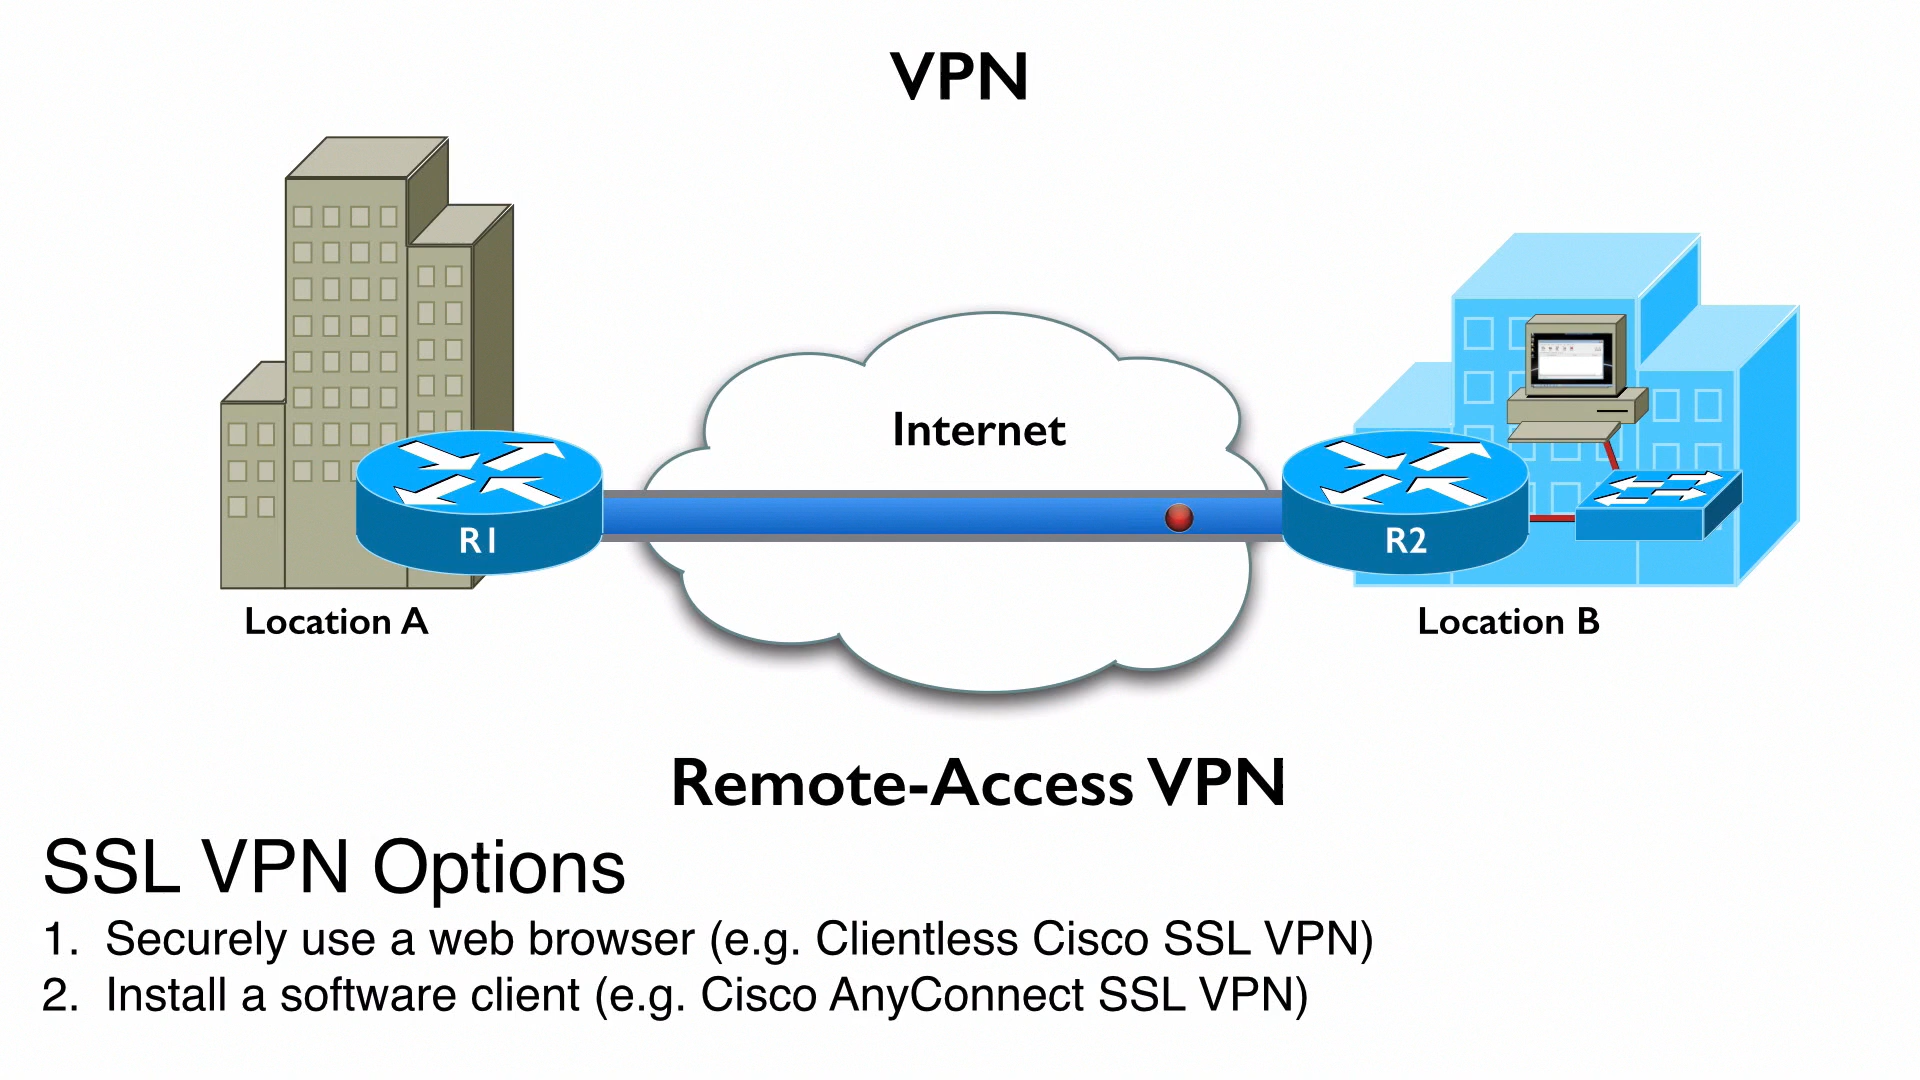 VPN
Internet
R1
R2
Location A
Location B
Remote-Access VPN
SSL VPN Options
1. Securely use a web browser (e.g. Clientless Cisco SSL VPN)
2. Install a software client (e.g. Cisco AnyConnect SSL VPN)